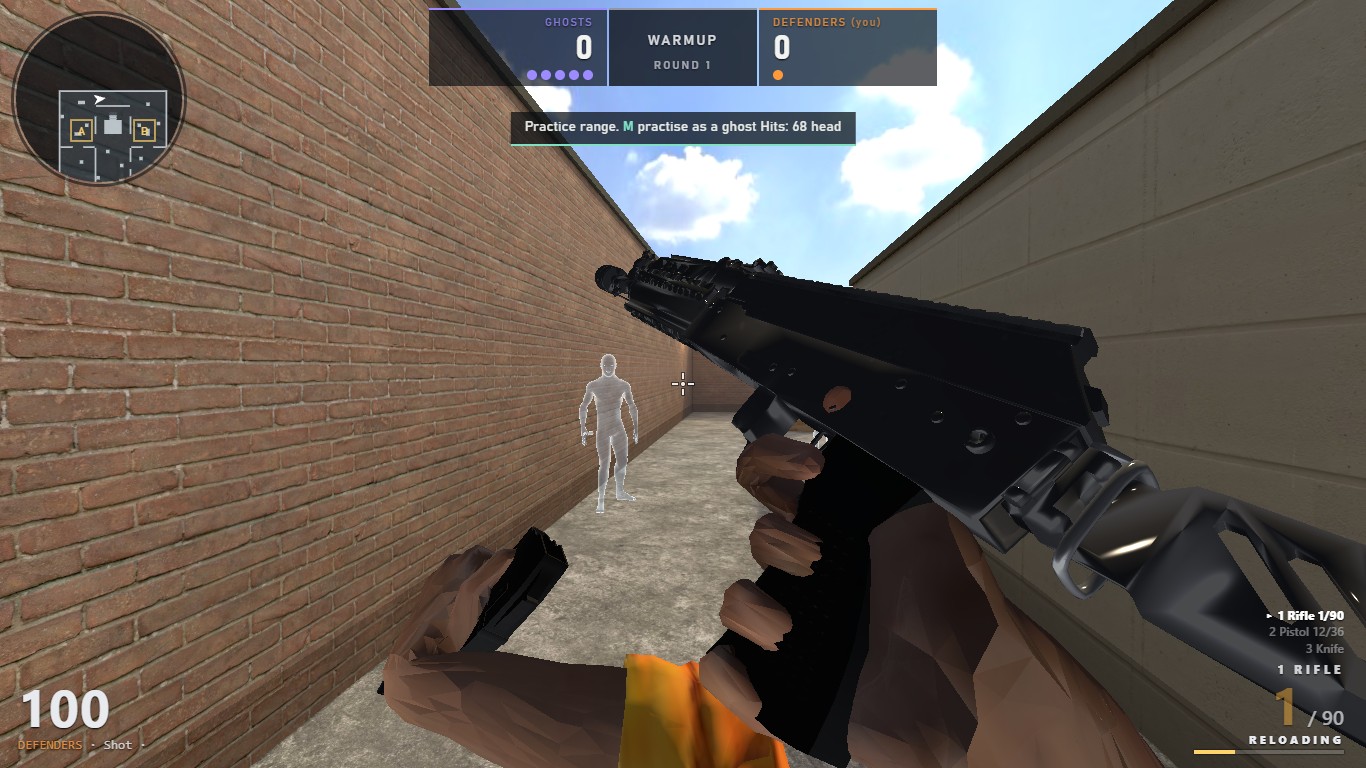 GHOSTS
0
WARMUP
ROUND 1
DEFENDERS (you)
0
Practice range. M practise as a ghost Hits: 68 head
A
B
1 Rifle 1/90
2 Pistol 12/36
3 Knife
1 RIFLE
1 / 90
RELOADING
100
DEFENDERS · Shot ·